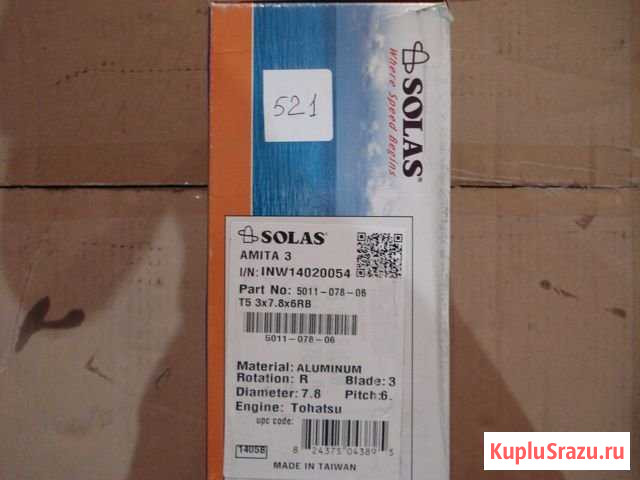 521
SOLAS®
Where Speed Begins
SOLAS®
AMITA 3
I/N: INW14020054
Part No: 5011-078-06
T5 3x7.8x6RB
5011-078-06
Material: ALUMINUM
Rotation: R Blade: 3
Diameter: 7.8 Pitch:6.
Engine: Tohatsu
upc code:
8 24375 04389 5
1405B
MADE IN TAIWAN
KupluSrazu.ru